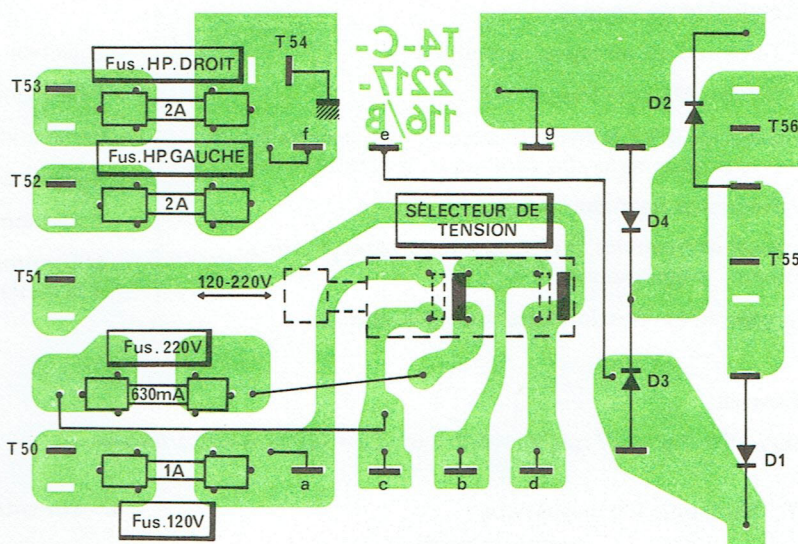 Fus.HP.DROIT
T 54
T4-C-
2217-
116/B
T53
2A
D2
T56
f
e
g
Fus.HP.GAUCHE
T52
2A
SÉLECTEUR DE
TENSION
D4
T51
120-220V
T55
Fus. 220V
630mA
D3
T50
1A
a
c
b
d
D1
Fus.120V